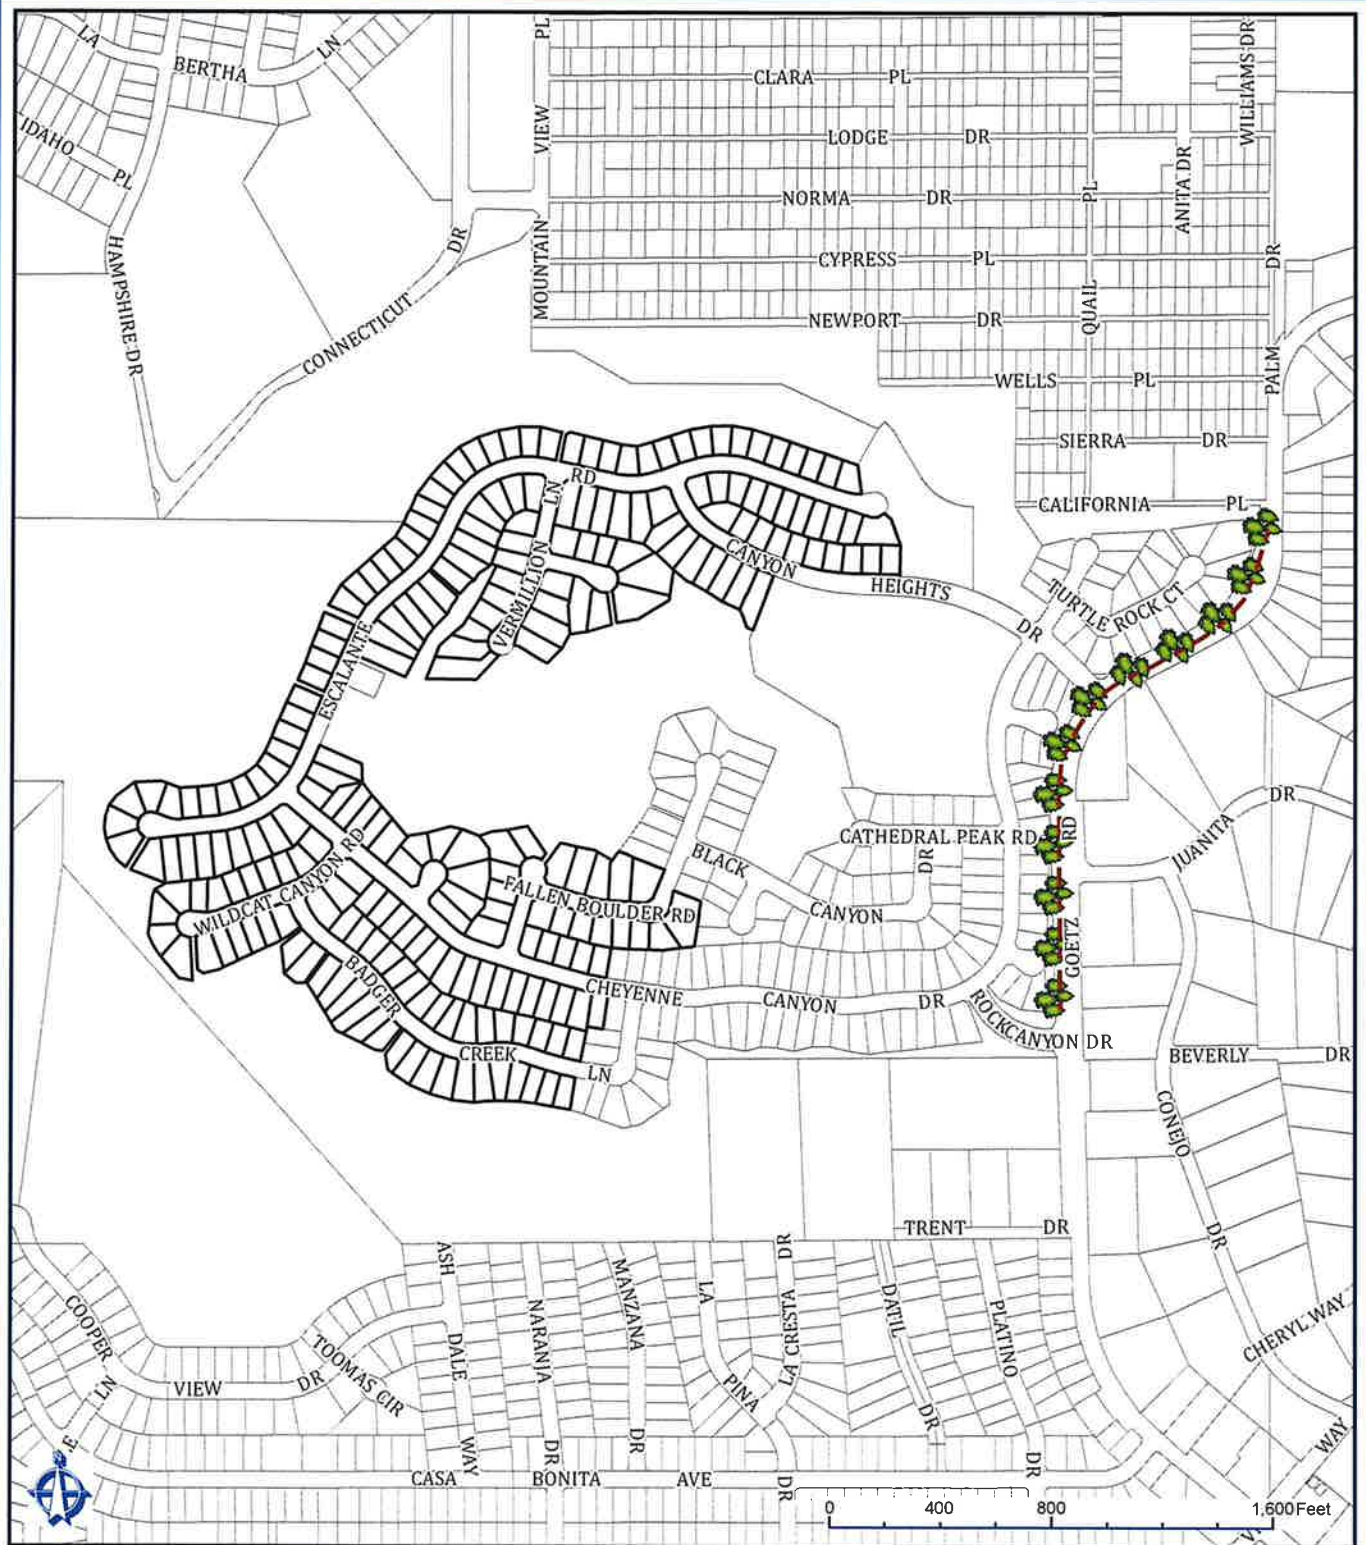 LA
BERTHA
LN
IDAHO
PL
HAMPSHIRE DR
CONNECTICUT
DR
MOUNTAIN
VIEW
PL
CLARA PL
LODGE DR
NORMA DR
CYPRESS PL
NEWPORT DR
WELLS PL
SIERRA DR
CALIFORNIA PL
QUAIL
PL
ANITA DR
WILLIAMS DR
PALM
DR
RD
LN
VERMILLION
ESCALANTE
CANYON
HEIGHTS
DR
TURTLE ROCK CT
CATHEDRAL PEAK RD
DR
RD
GOETZ
JUANITA
DR
BLACK
CANYON
WILDCAT CANYON RD
FALLEN BOULDER RD
BADGER
CREEK
LN
CHEYENNE
CANYON
DR
ROCKCANYON DR
BEVERLY DR
CONEJO
DR
TRENT DR
CHERYL WAY
WAY
ASH
DALE
WAY
NARANJA
DR
MANZANA
DR
LA
PINA
DR
LA CRESTA
DR
DATIL
DR
PLATINO
DR
COOPER
LN
VIEW
DR
TOOMAS CIR
CASA BONITA AVE
E
0 400 800 1,600 Feet